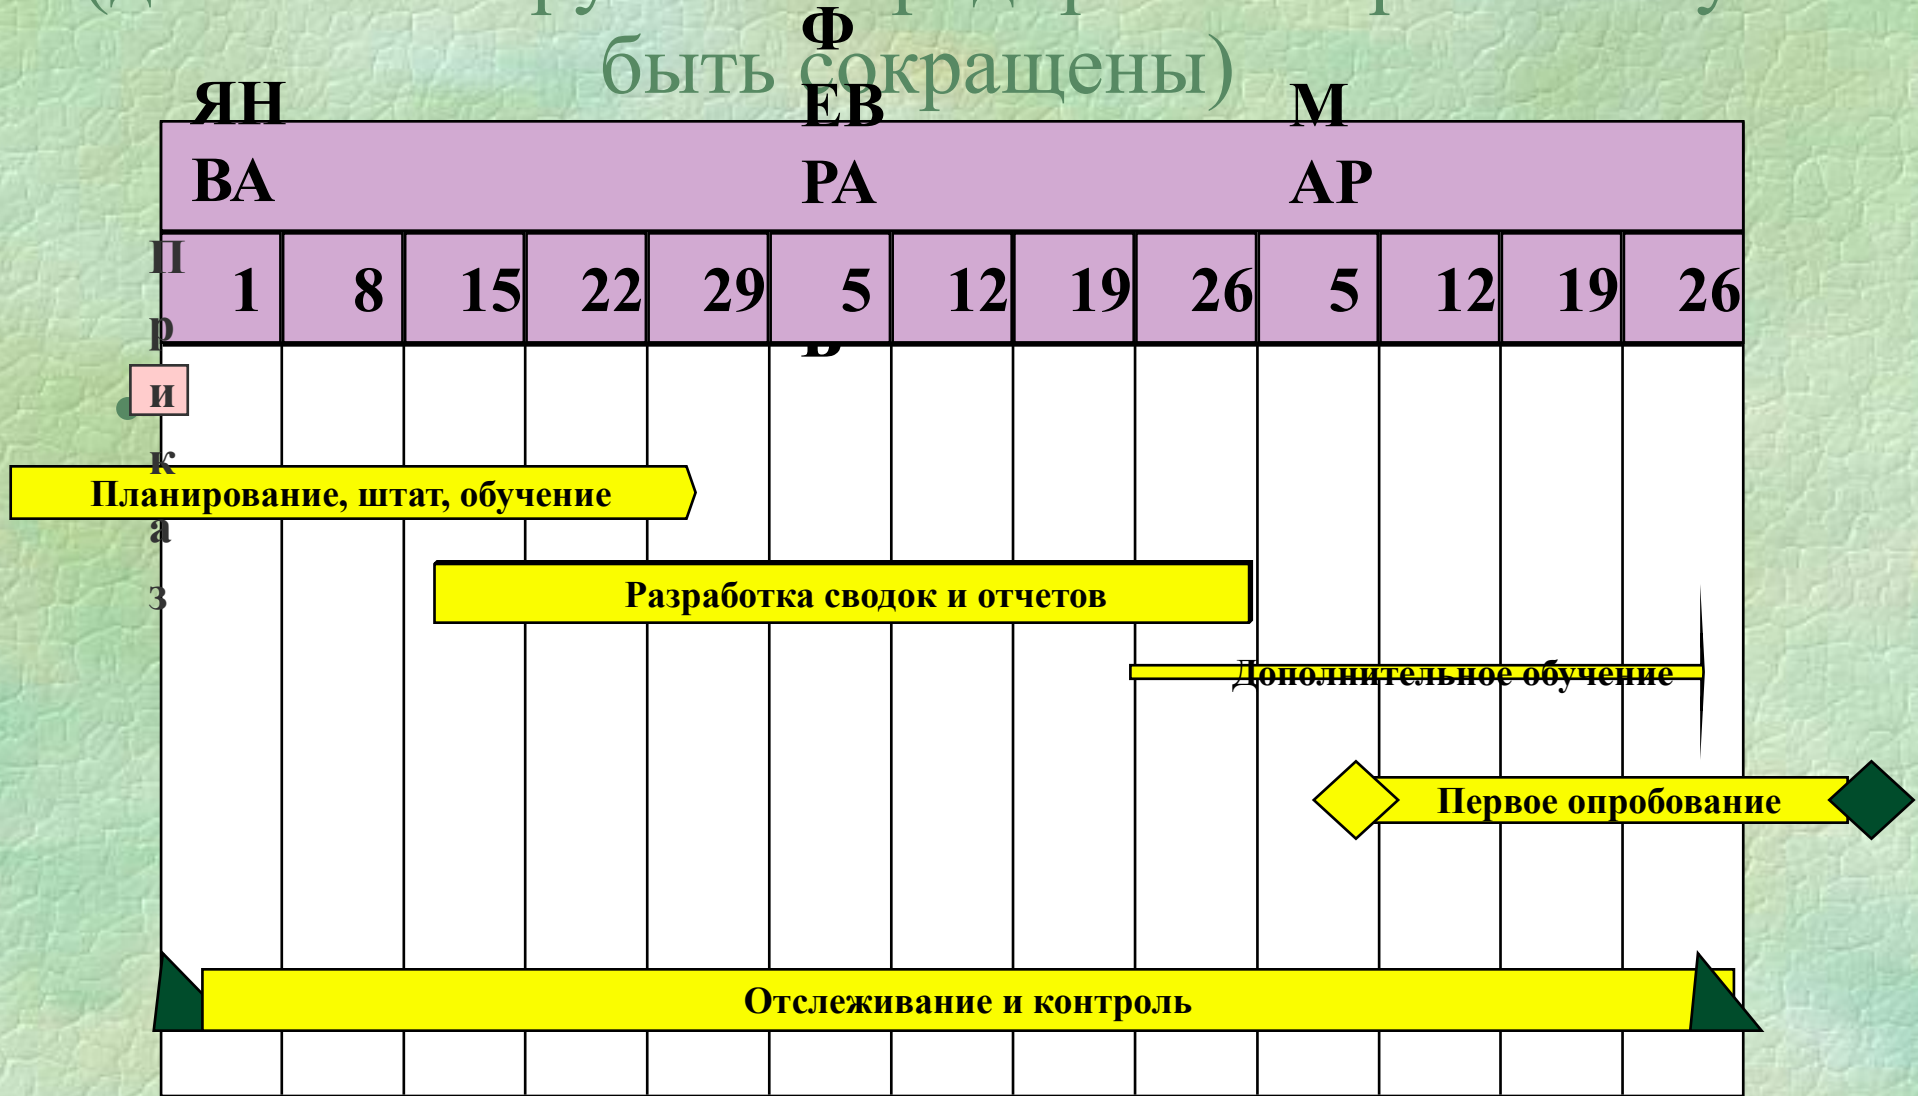 быть сокращены)
ЯН
ВА
Ф
ЕВ
РА
М
АР
1 8 15 22 29 5 12 19 26 5 12 19 26
П
р
и
к
а
з
Планирование, штат, обучение
Разработка сводок и отчетов
Дополнительное обучение
Первое опробование
Отслеживание и контроль